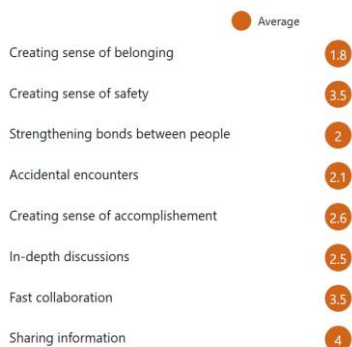 Average
Creating sense of belonging 1.8
Creating sense of safety 3.5
Strengthening bonds between people 2
Accidental encounters 2.1
Creating sense of accomplishement 2.6
In-depth discussions 2.5
Fast collaboration 3.5
Sharing information 4